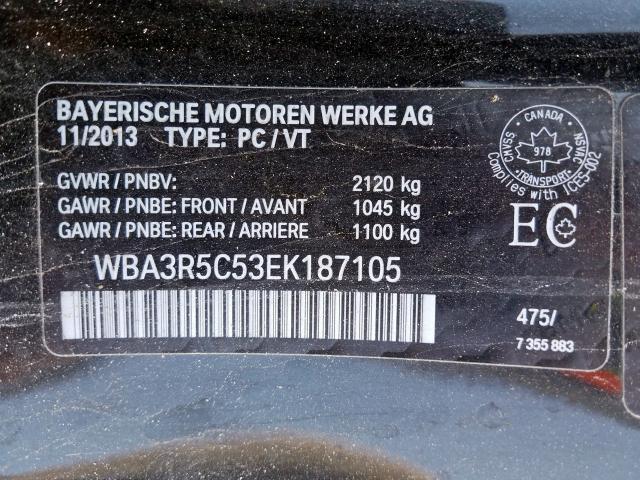 BAYERISCHE MOTOREN WERKE AG
11/2013 TYPE: PC / VT
GVWR / PNBV: 2120 kg
GAWR / PNBE: FRONT / AVANT 1045 kg
GAWR / PNBE: REAR / ARRIERE 1100 kg
WBA3R5C53EK187105
CANADA
CMVSS
NSVAC
978
TRANSPORT
Complies with ICES-002
EC
475/
7 355 883